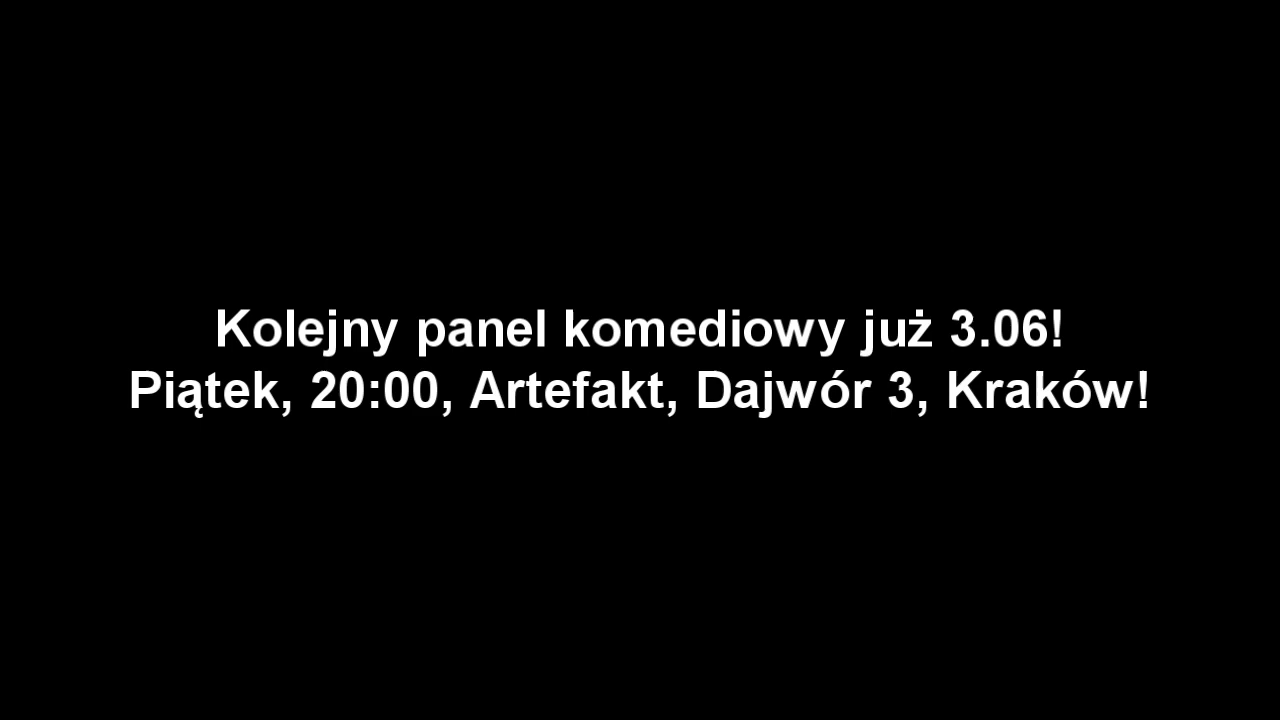 Kolejny panel komediowy już 3.06!
Piątek, 20:00, Artefakt, Dajwór 3, Kraków!